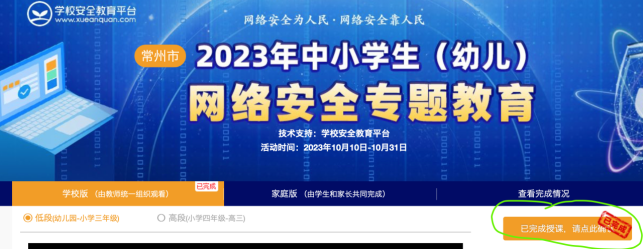 学校安全教育平台
www.xueanquan.com
网络安全为人民·网络安全靠人民
常州市
2023年中小学生（幼儿）
网络安全专题教育
技术支持：学校安全教育平台
活动时间：2023年10月10日-10月31日
学校版 （由教师统一组织观看）
已完成
家庭版 （由学生和家长共同完成）
查看完成情况
低段(幼儿园-小学三年级)
高段(小学四年级-高三)
已完成授课，请点此
已完成